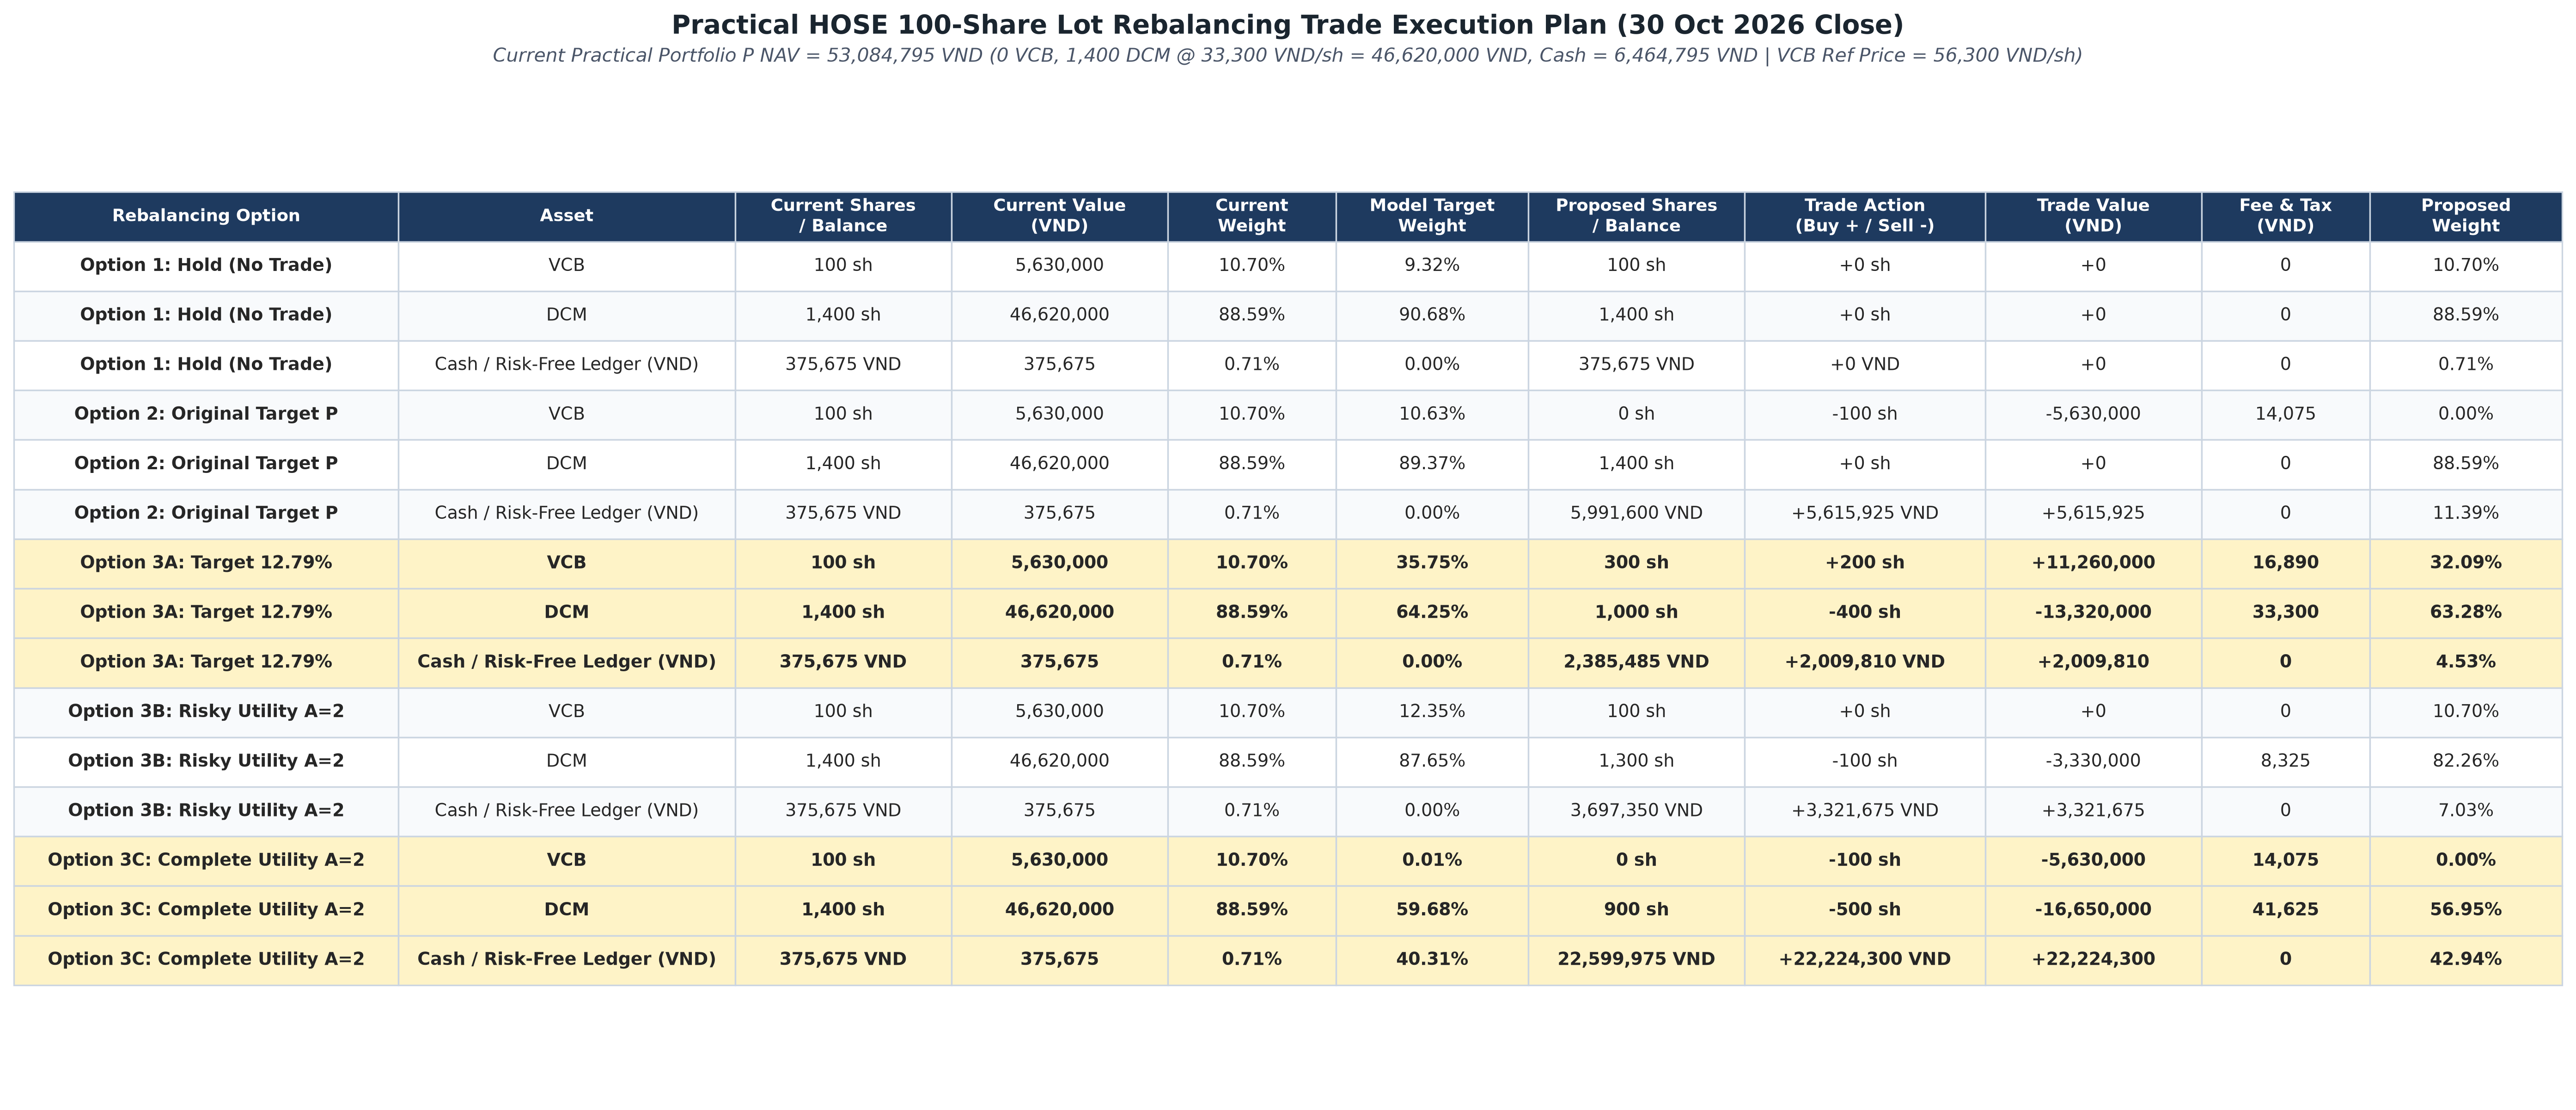 Practical HOSE 100-Share Lot Rebalancing Trade Execution Plan (30 Oct 2026 Close)
Current Practical Portfolio P NAV = 53,084,795 VND (0 VCB, 1,400 DCM @ 33,300 VND/sh = 46,620,000 VND, Cash = 6,464,795 VND | VCB Ref Price = 56,300 VND/sh)
Rebalancing Option Asset Current Shares / Balance Current Value (VND) Current Weight Model Target Weight Proposed Shares / Balance Trade Action (Buy + / Sell -) Trade Value (VND) Fee & Tax (VND) Proposed Weight
Option 1: Hold (No Trade) VCB 100 sh 5,630,000 10.70% 9.32% 100 sh +0 sh +0 0 10.70%
Option 1: Hold (No Trade) DCM 1,400 sh 46,620,000 88.59% 90.68% 1,400 sh +0 sh +0 0 88.59%
Option 1: Hold (No Trade) Cash / Risk-Free Ledger (VND) 375,675 VND 375,675 0.71% 0.00% 375,675 VND +0 VND +0 0 0.71%
Option 2: Original Target P VCB 100 sh 5,630,000 10.70% 10.63% 0 sh -100 sh -5,630,000 14,075 0.00%
Option 2: Original Target P DCM 1,400 sh 46,620,000 88.59% 89.37% 1,400 sh +0 sh +0 0 88.59%
Option 2: Original Target P Cash / Risk-Free Ledger (VND) 375,675 VND 375,675 0.71% 0.00% 5,991,600 VND +5,615,925 VND +5,615,925 0 11.39%
Option 3A: Target 12.79% VCB 100 sh 5,630,000 10.70% 35.75% 300 sh +200 sh +11,260,000 16,890 32.09%
Option 3A: Target 12.79% DCM 1,400 sh 46,620,000 88.59% 64.25% 1,000 sh -400 sh -13,320,000 33,300 63.28%
Option 3A: Target 12.79% Cash / Risk-Free Ledger (VND) 375,675 VND 375,675 0.71% 0.00% 2,385,485 VND +2,009,810 VND +2,009,810 0 4.53%
Option 3B: Risky Utility A=2 VCB 100 sh 5,630,000 10.70% 12.35% 100 sh +0 sh +0 0 10.70%
Option 3B: Risky Utility A=2 DCM 1,400 sh 46,620,000 88.59% 87.65% 1,300 sh -100 sh -3,330,000 8,325 82.26%
Option 3B: Risky Utility A=2 Cash / Risk-Free Ledger (VND) 375,675 VND 375,675 0.71% 0.00% 3,697,350 VND +3,321,675 VND +3,321,675 0 7.03%
Option 3C: Complete Utility A=2 VCB 100 sh 5,630,000 10.70% 0.01% 0 sh -100 sh -5,630,000 14,075 0.00%
Option 3C: Complete Utility A=2 DCM 1,400 sh 46,620,000 88.59% 59.68% 900 sh -500 sh -16,650,000 41,625 56.95%
Option 3C: Complete Utility A=2 Cash / Risk-Free Ledger (VND) 375,675 VND 375,675 0.71% 40.31% 22,599,975 VND +22,224,300 VND +22,224,300 0 42.94%